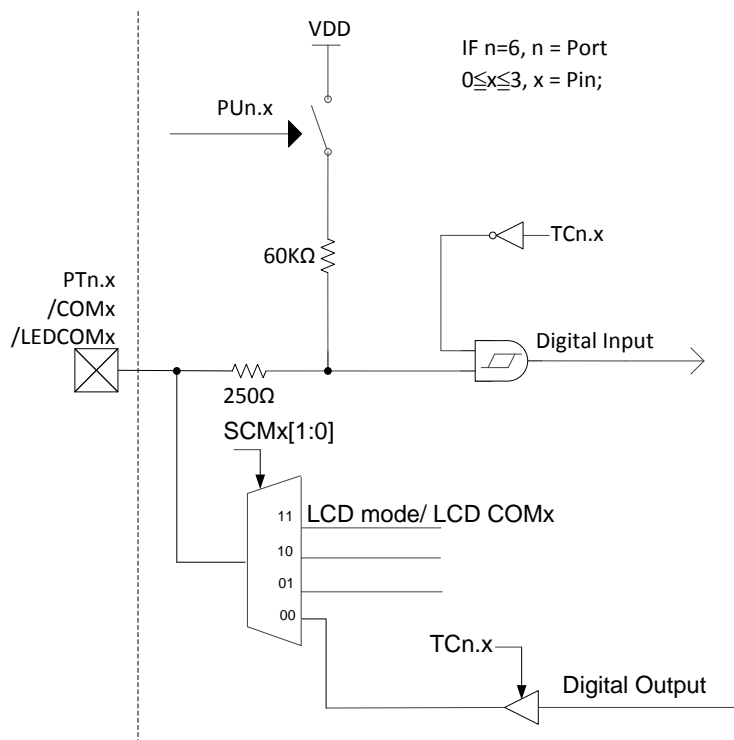 VDD
IF n=6, n = Port
0≦x≦3, x = Pin;
PUn.x
TCn.x
60KΩ
PTn.x
/COMx
/LEDCOMx
Digital Input
250Ω
SCMx[1:0]
11
LCD mode/ LCD COMx
10
01
00
TCn.x
Digital Output